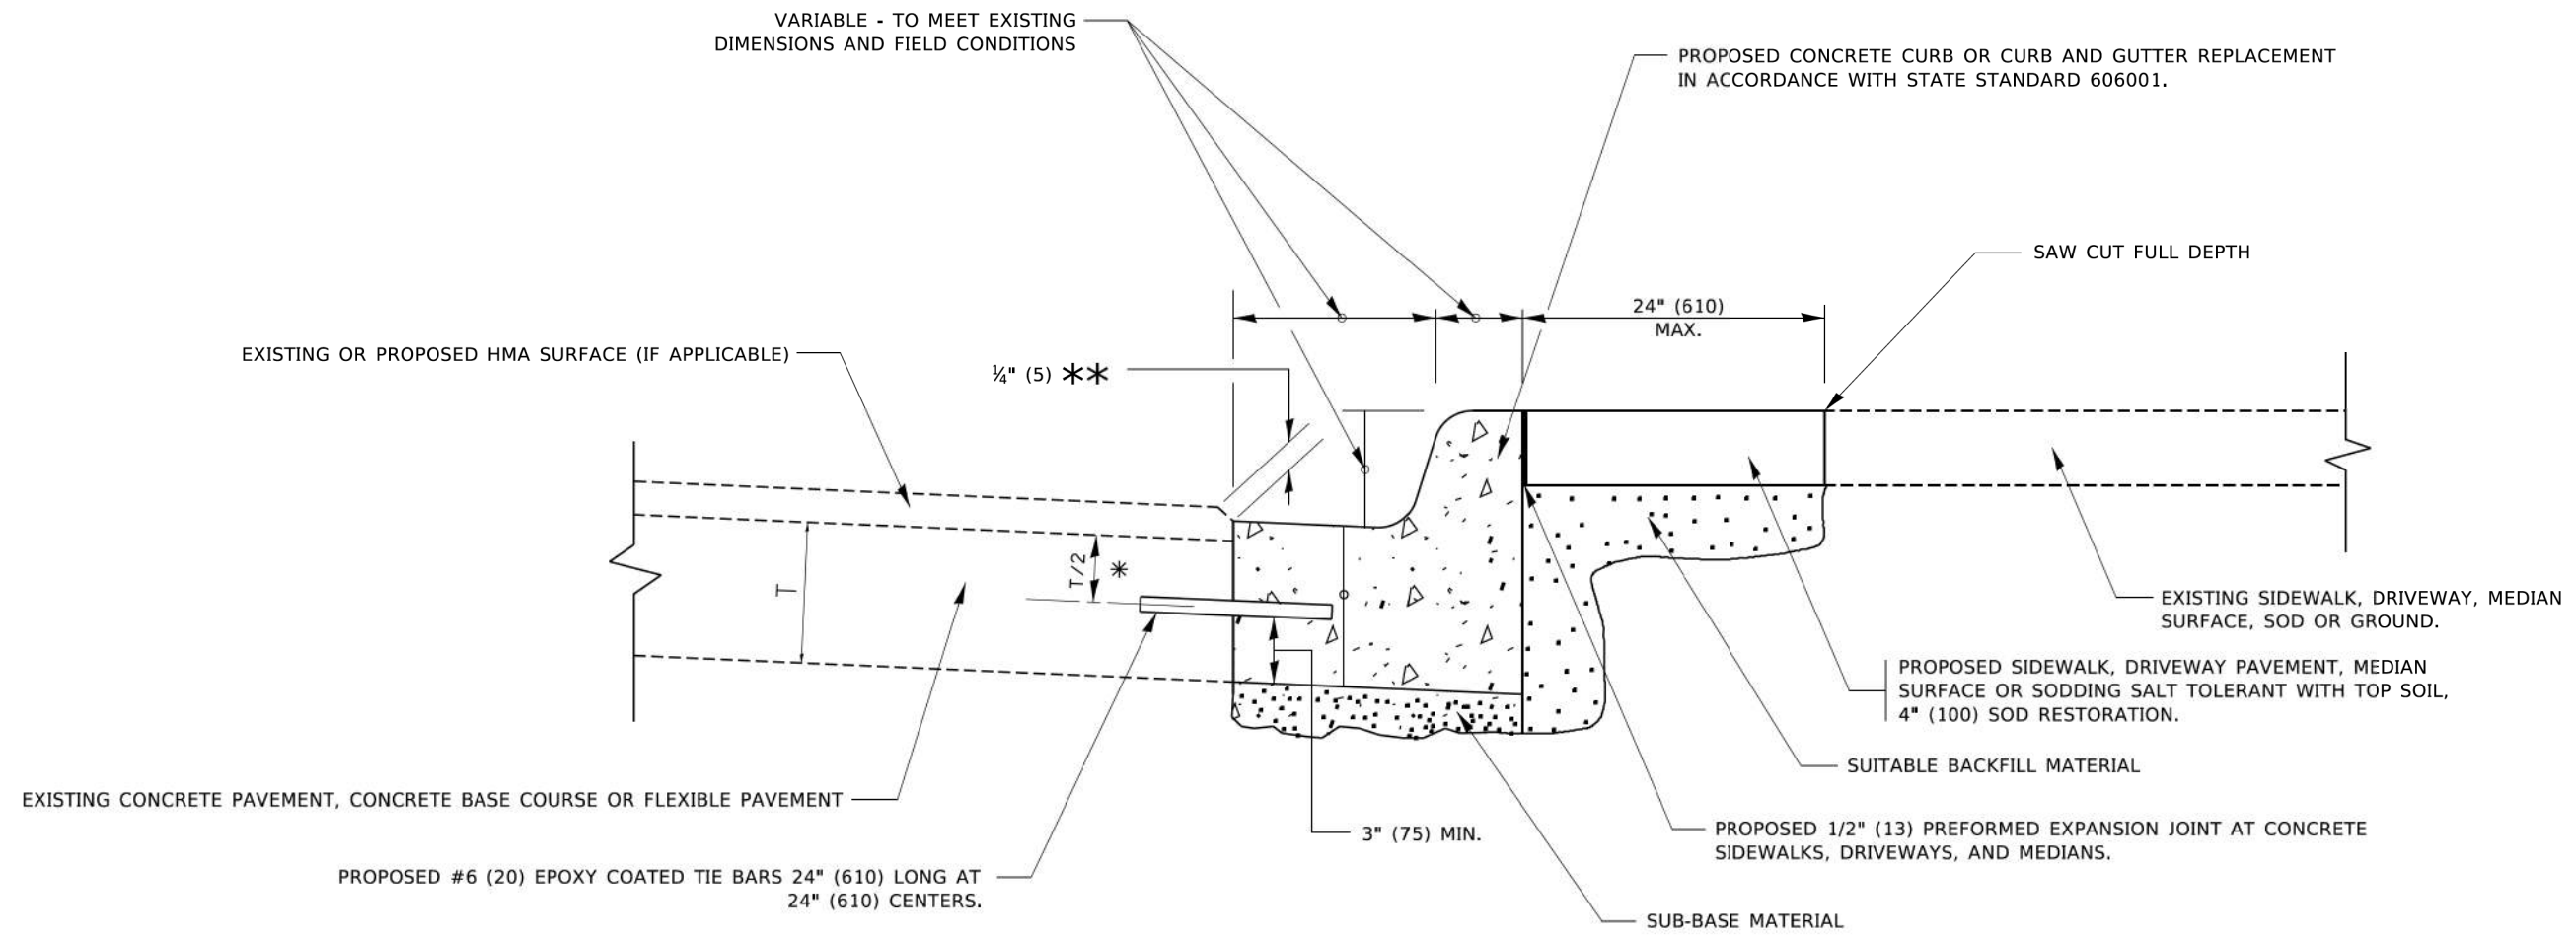 VARIABLE - TO MEET EXISTING
DIMENSIONS AND FIELD CONDITIONS
PROPOSED CONCRETE CURB OR CURB AND GUTTER REPLACEMENT
IN ACCORDANCE WITH STATE STANDARD 606001.
SAW CUT FULL DEPTH
24" (610)
MAX.
EXISTING OR PROPOSED HMA SURFACE (IF APPLICABLE)
¼" (5) **
T
T/2 *
EXISTING SIDEWALK, DRIVEWAY, MEDIAN
SURFACE, SOD OR GROUND.
PROPOSED SIDEWALK, DRIVEWAY PAVEMENT, MEDIAN
SURFACE OR SODDING SALT TOLERANT WITH TOP SOIL,
4" (100) SOD RESTORATION.
SUITABLE BACKFILL MATERIAL
EXISTING CONCRETE PAVEMENT, CONCRETE BASE COURSE OR FLEXIBLE PAVEMENT
3" (75) MIN.
PROPOSED 1/2" (13) PREFORMED EXPANSION JOINT AT CONCRETE
SIDEWALKS, DRIVEWAYS, AND MEDIANS.
PROPOSED #6 (20) EPOXY COATED TIE BARS 24" (610) LONG AT
24" (610) CENTERS.
SUB-BASE MATERIAL